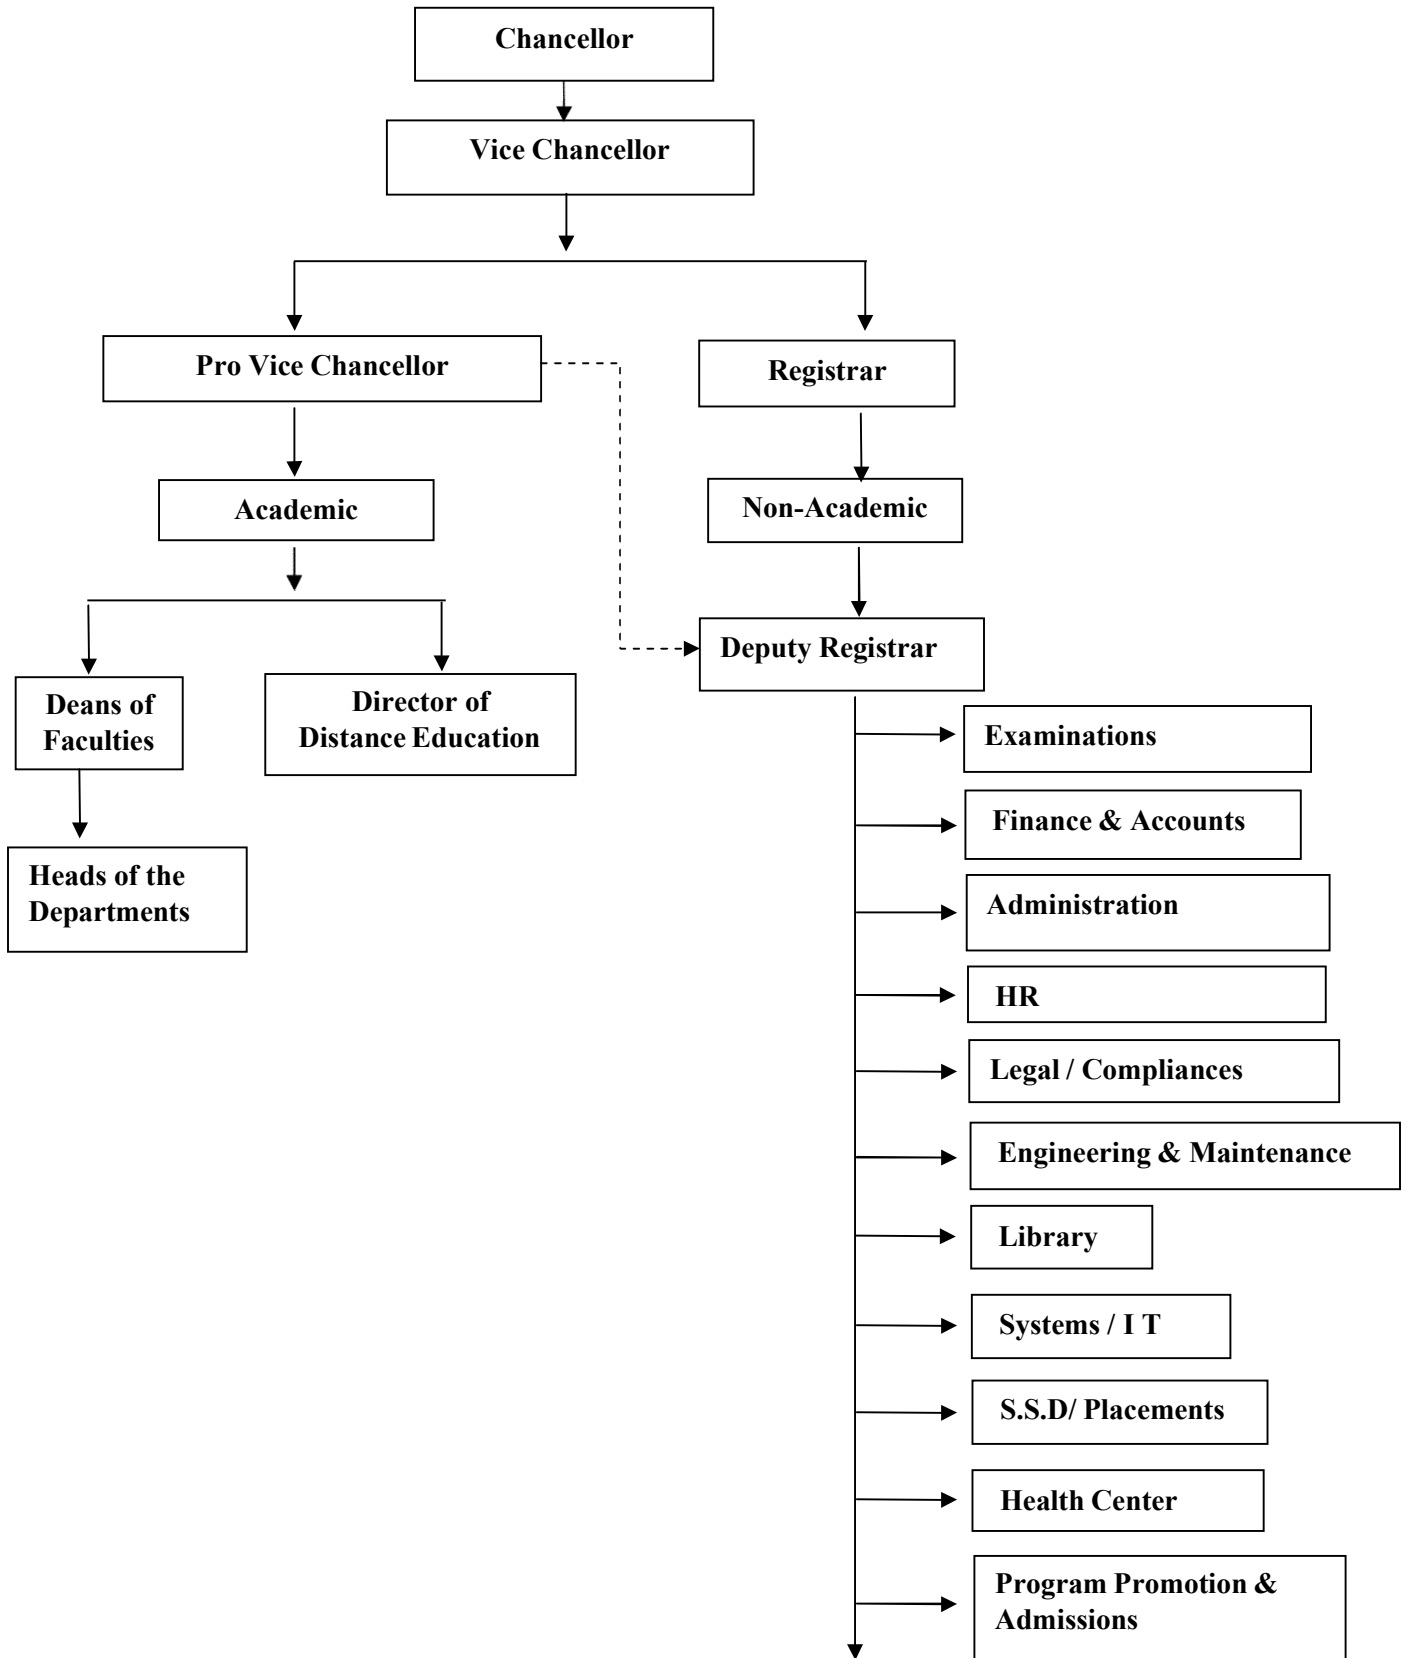 Chancellor
Vice Chancellor
Pro Vice Chancellor
Registrar
Academic
Non-Academic
Deputy Registrar
Deans of
Faculties
Director of
Distance Education
Heads of the
Departments
Examinations
Finance & Accounts
Administration
HR
Legal / Compliances
Engineering & Maintenance
Library
Systems / I T
S.S.D/ Placements
Health Center
Program Promotion &
Admissions